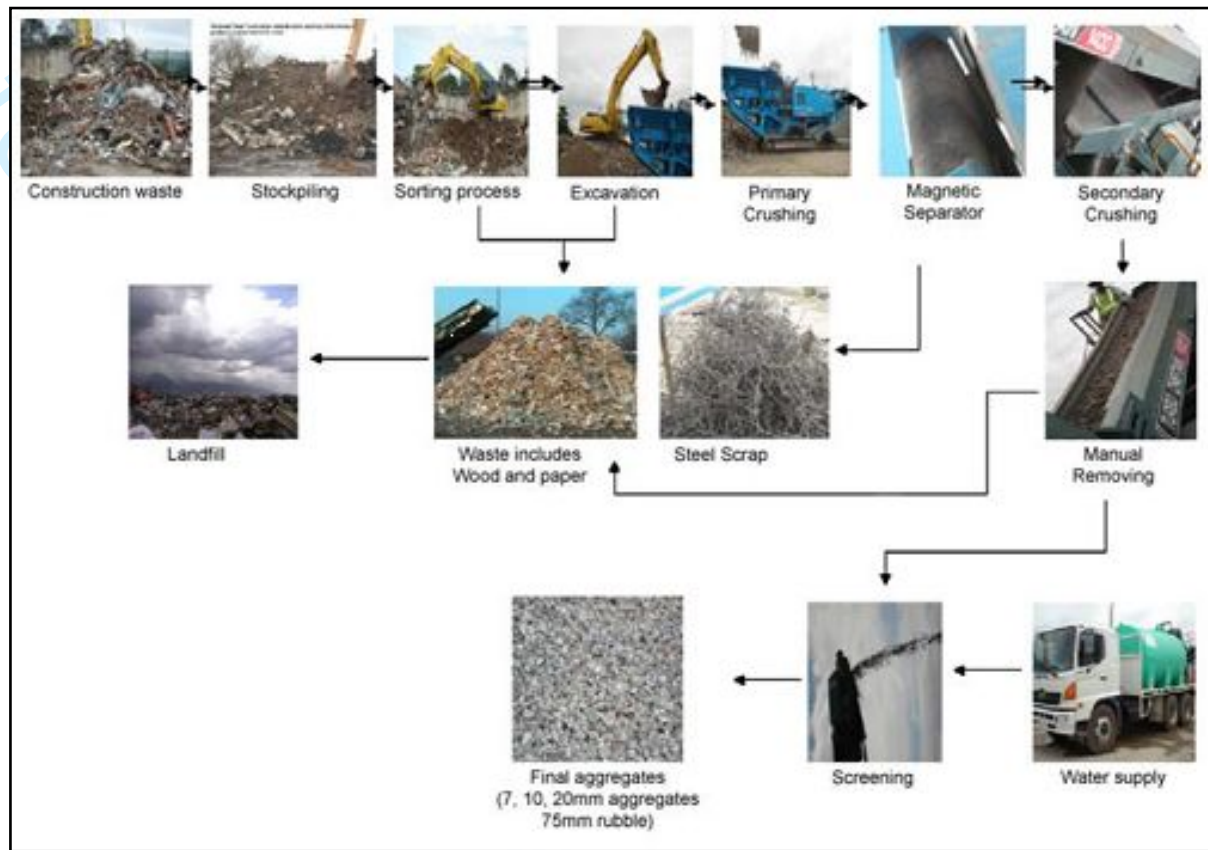 Construction waste
Stockpiling
Sorting process
Excavation
Primary
Crushing
Magnetic
Separator
Secondary
Crushing
Landfill
Waste includes
Wood and paper
Steel Scrap
Manual
Removing
Final aggregates
(7, 10, 20mm aggregates
75mm rubble)
Screening
Water supply